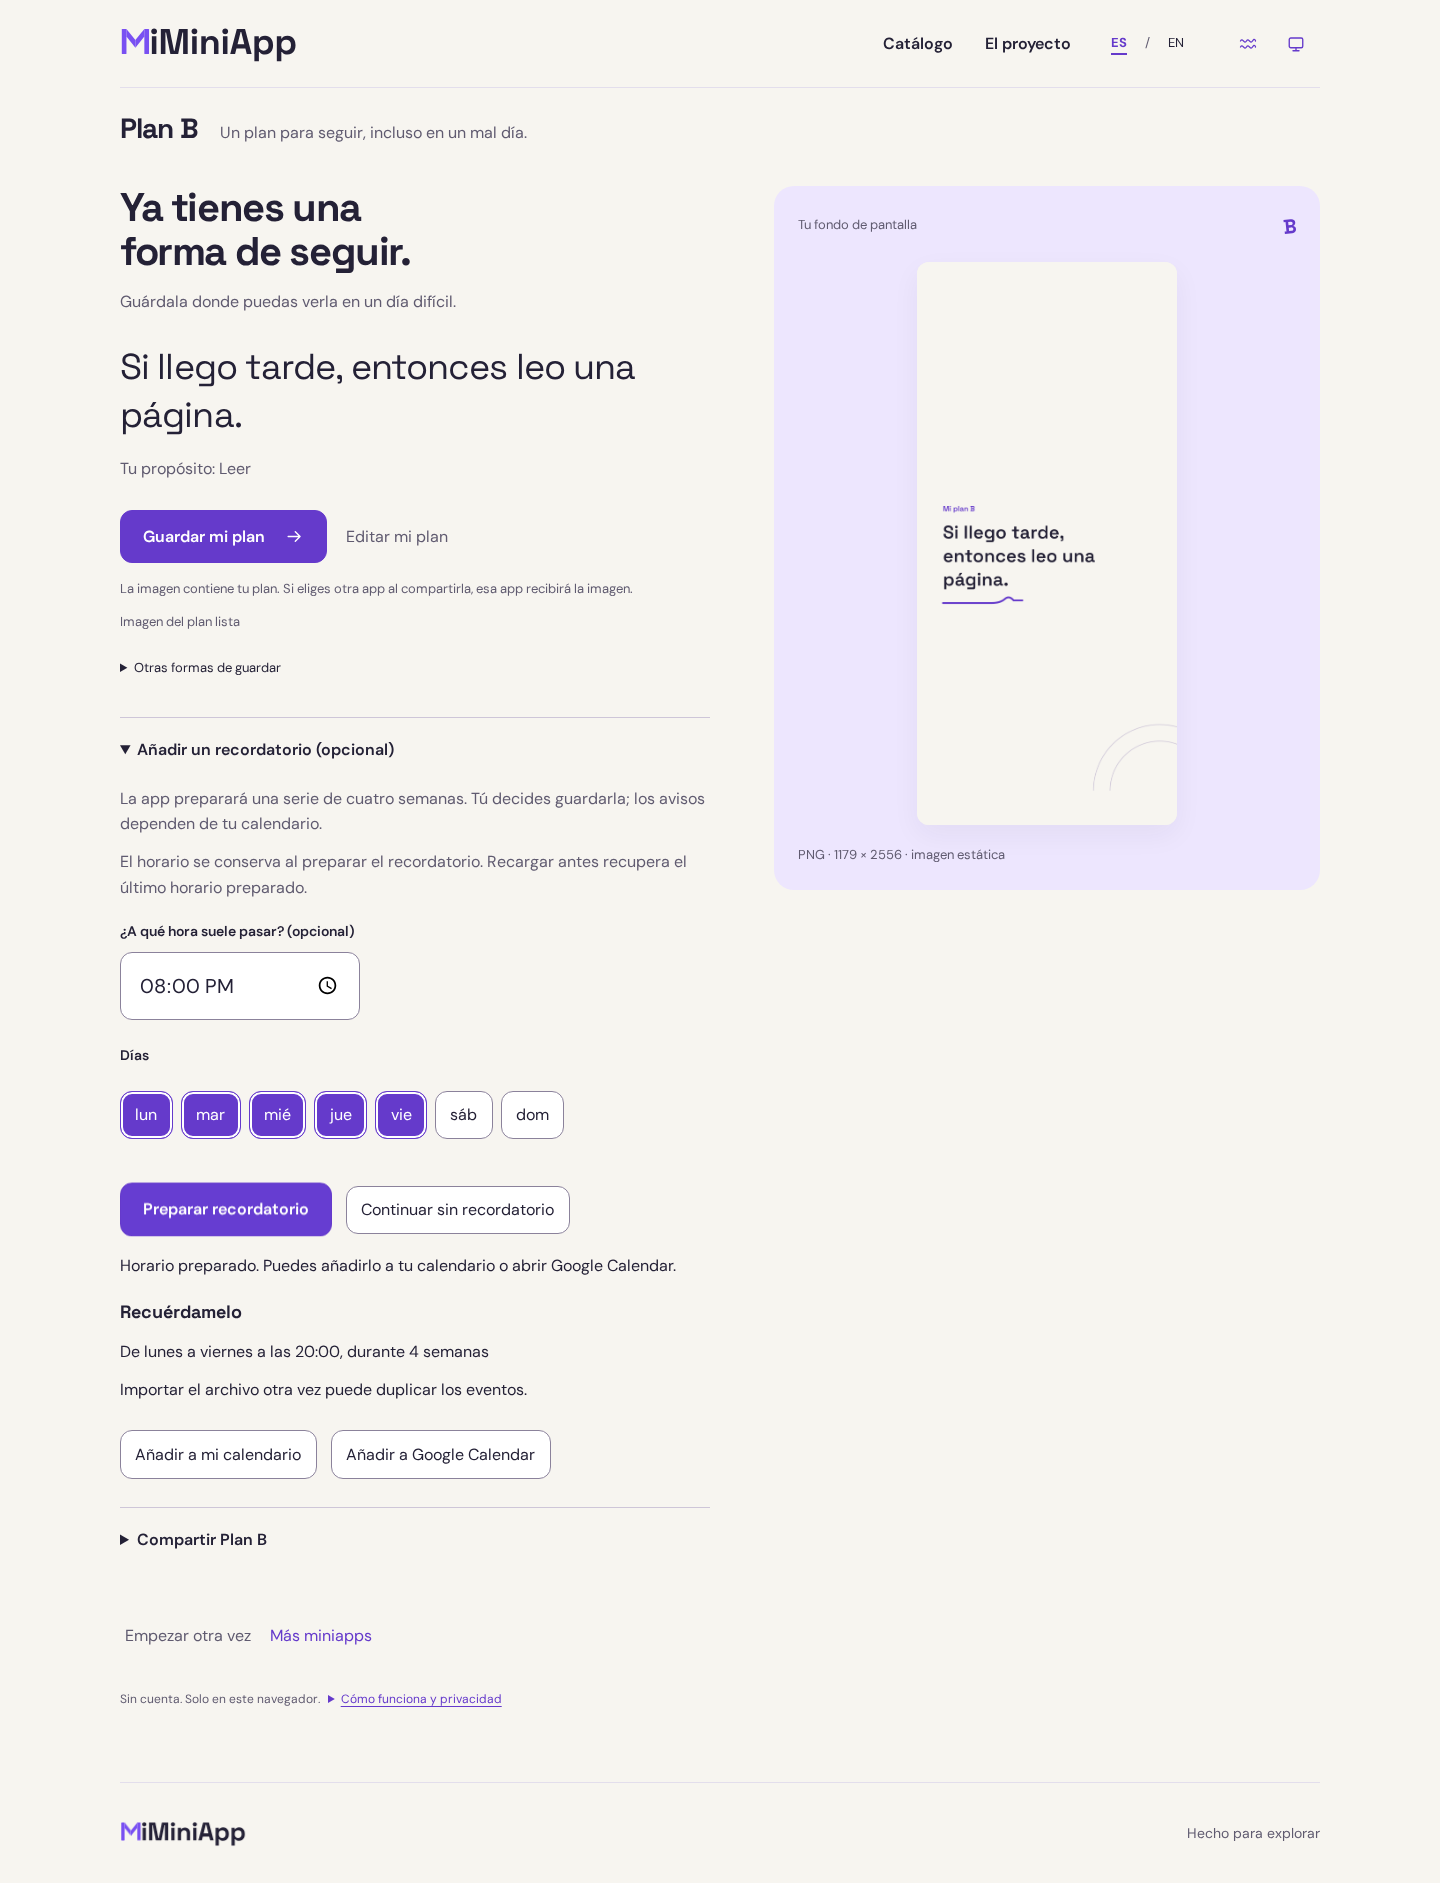 MiMiniApp
Catálogo
El proyecto
ES / EN
Plan B
Un plan para seguir, incluso en un mal día.
Ya tienes una
forma de seguir.
Guárdala donde puedas verla en un día difícil.
Si llego tarde, entonces leo una
página.
Tu propósito: Leer
Guardar mi plan →
Editar mi plan
La imagen contiene tu plan. Si eliges otra app al compartirla, esa app recibirá la imagen.
Imagen del plan lista
Otras formas de guardar
Añadir un recordatorio (opcional)
La app preparará una serie de cuatro semanas. Tú decides guardarla; los avisos
dependen de tu calendario.
El horario se conserva al preparar el recordatorio. Recargar antes recupera el
último horario preparado.
¿A qué hora suele pasar? (opcional)
08:00 PM
Días
lun mar mié jue vie sáb dom
Preparar recordatorio
Continuar sin recordatorio
Horario preparado. Puedes añadirlo a tu calendario o abrir Google Calendar.
Recuérdamelo
De lunes a viernes a las 20:00, durante 4 semanas
Importar el archivo otra vez puede duplicar los eventos.
Añadir a mi calendario
Añadir a Google Calendar
Compartir Plan B
Empezar otra vez
Más miniapps
Sin cuenta. Solo en este navegador.
Cómo funciona y privacidad
Tu fondo de pantalla
B
Mi plan B
Si llego tarde,
entonces leo una
página.
PNG · 1179 × 2556 · imagen estática
MiMiniApp
Hecho para explorar